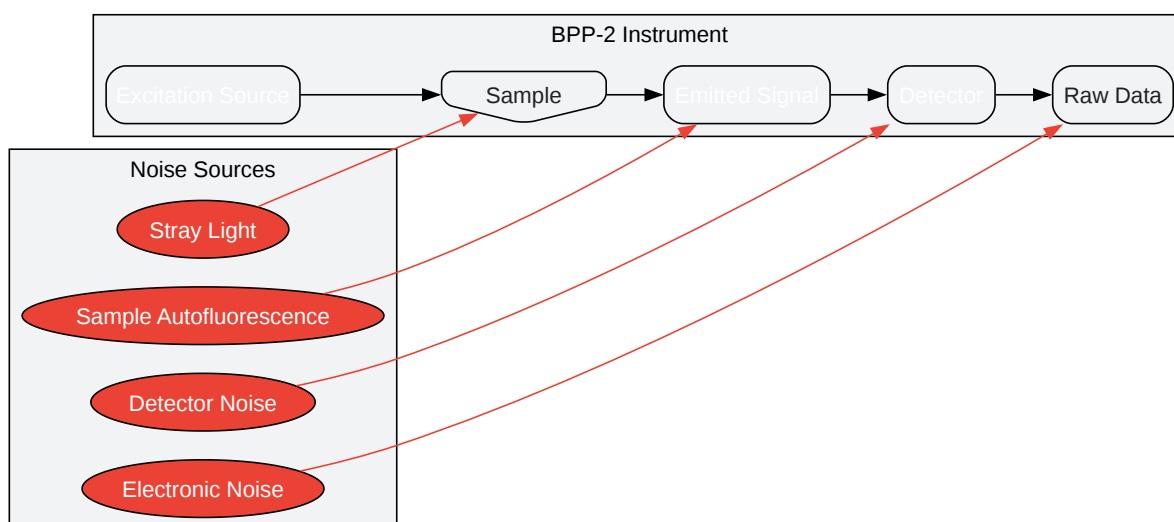 BPP-2 Instrument
Excitation Source
Sample
Emitted Signal
Detector
Raw Data
Noise Sources
Stray Light
Sample Autofluorescence
Detector Noise
Electronic Noise